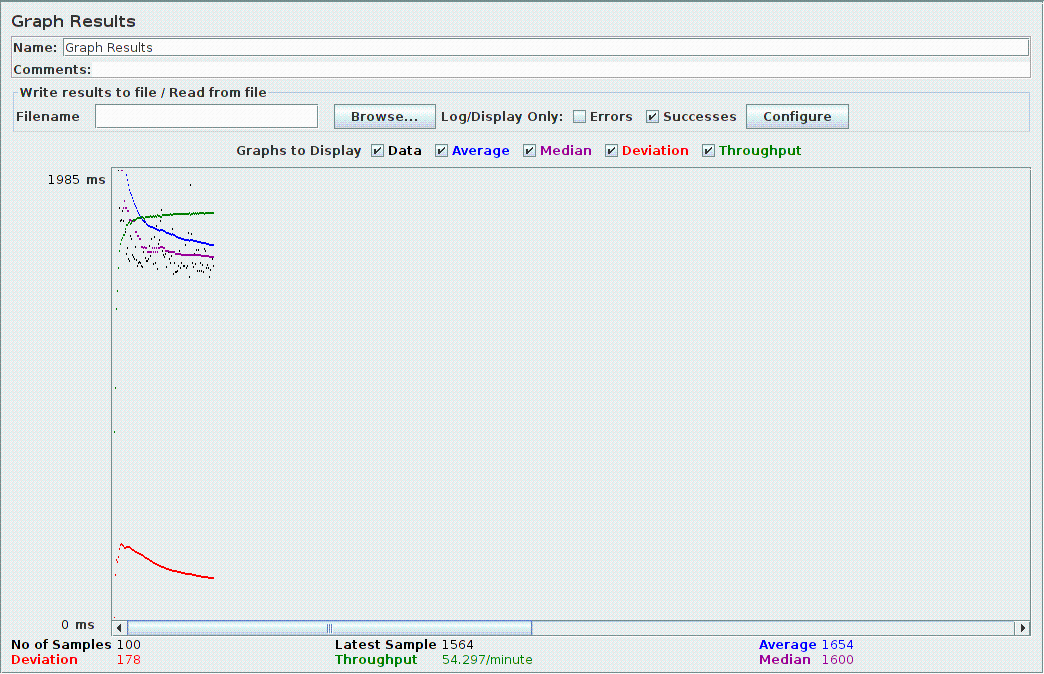 Graph Results
Name: Graph Results
Comments:
Write results to file / Read from file
Filename Browse... Log/Display Only: Errors Successes Configure
Graphs to Display Data Average Median Deviation Throughput
1985 ms
0 ms
No of Samples 100 Latest Sample 1564 Average 1654
Deviation 178 Throughput 54.297/minute Median 1600